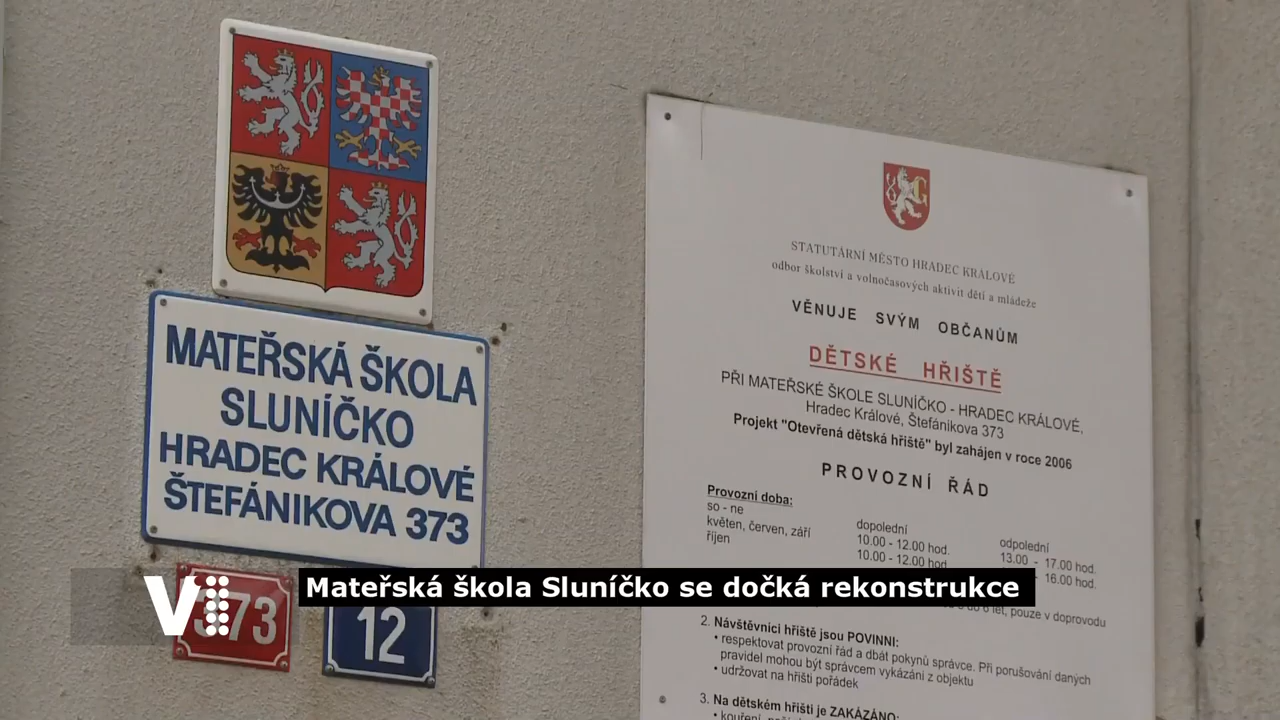 MATEŘSKÁ ŠKOLA
SLUNÍČKO
HRADEC KRÁLOVÉ
ŠTEFÁNIKOVA 373
373
12
STATUTÁRNÍ MĚSTO HRADEC KRÁLOVÉ
odbor školství a volnočasových aktivit dětí a mládeže
VĚNUJE SVÝM OBČANŮM
DĚTSKÉ HŘIŠTĚ
PŘI MATEŘSKÉ ŠKOLE SLUNÍČKO - HRADEC KRÁLOVÉ,
Hradec Králové, Štefánikova 373
Projekt "Otevřená dětská hřiště" byl zahájen v roce 2006
PROVOZNÍ ŘÁD
Provozní doba:
so - ne dopolední odpolední
květen, červen, září 10.00 - 12.00 hod. 13.00 - 17.00 hod.
říjen 10.00 - 12.00 hod. - 16.00 hod.
6 let, pouze v doprovodu
2. Návštěvníci hřiště jsou POVINNI:
• respektovat provozní řád a dbát pokynů správce. Při porušování daných
pravidel mohou být správcem vykázáni z objektu
• udržovat na hřišti pořádek
3. Na dětském hřišti je ZAKÁZÁNO:
V1
Mateřská škola Sluníčko se dočká rekonstrukce